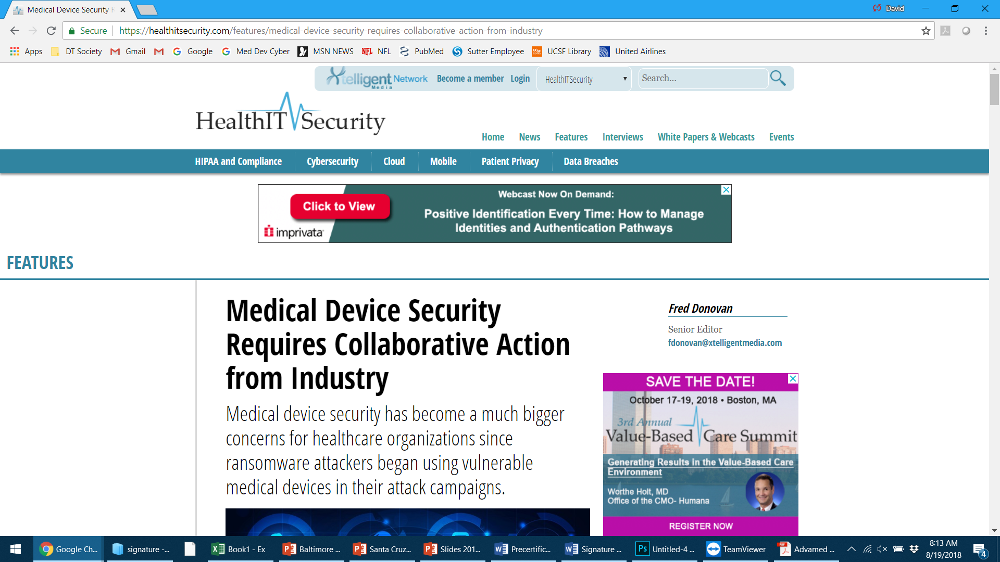 Medical Device Security R
David
Secure
https://healthitsecurity.com/features/medical-device-security-requires-collaborative-action-from-industry
Apps DT Society Gmail Google Med Dev Cyber MSN NEWS NFL NFL PubMed Sutter Employee UCSF Library United Airlines
Xtelligent Media Network Become a member Login HealthITSecurity Search...
HealthIT Security
Home News Features Interviews White Papers & Webcasts Events
HIPAA and Compliance Cybersecurity Cloud Mobile Patient Privacy Data Breaches
Click to View
imprivata
Webcast Now On Demand:
Positive Identification Every Time: How to Manage
Identities and Authentication Pathways
FEATURES
Medical Device Security
Requires Collaborative Action
from Industry
Medical device security has become a much bigger
concerns for healthcare organizations since
ransomware attackers began using vulnerable
medical devices in their attack campaigns.
Fred Donovan
Senior Editor
fdonovan@xtelligentmedia.com
SAVE THE DATE!
October 17-19, 2018 • Boston, MA
3rd Annual
Value-Based Care Summit
Generating Results in the Value-Based Care
Environment
Worthe Holt, MD
Office of the CMO- Humana
REGISTER NOW
Google Ch... signature -... Book1 - Ex Baltimore ... Santa Cruz... Slides 201... Precertific... Signature ... Ps Untitled-4 ... TeamViewer PDF Advamed ...
8:13 AM
8/19/2018
4